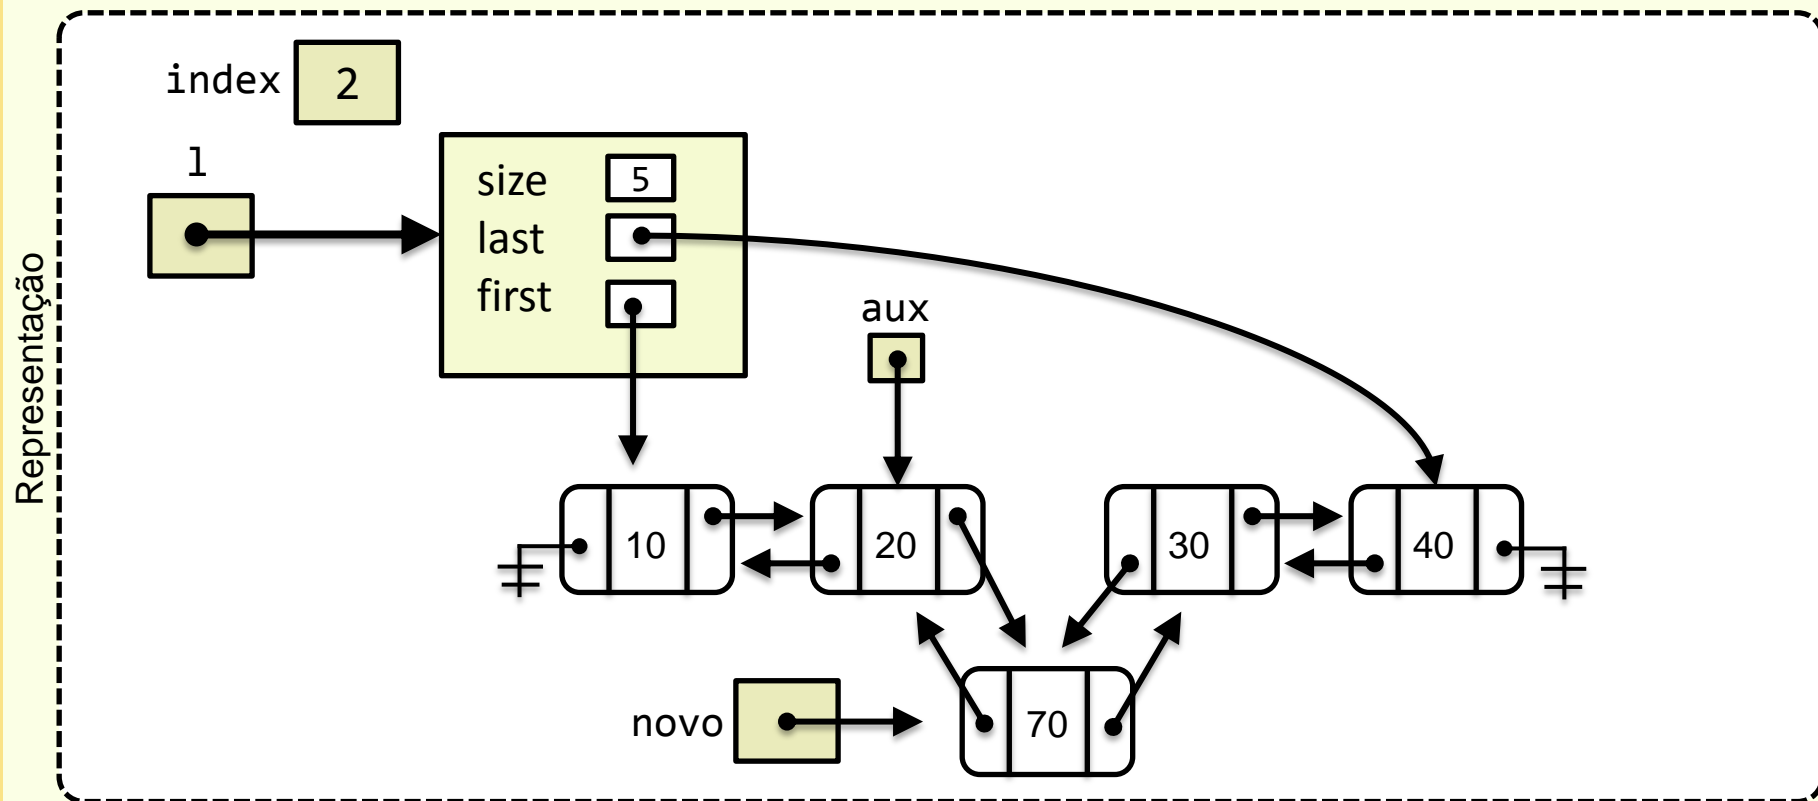 Representação
index 2
l
size 5
last
first
aux
10 20 30 40
novo 70